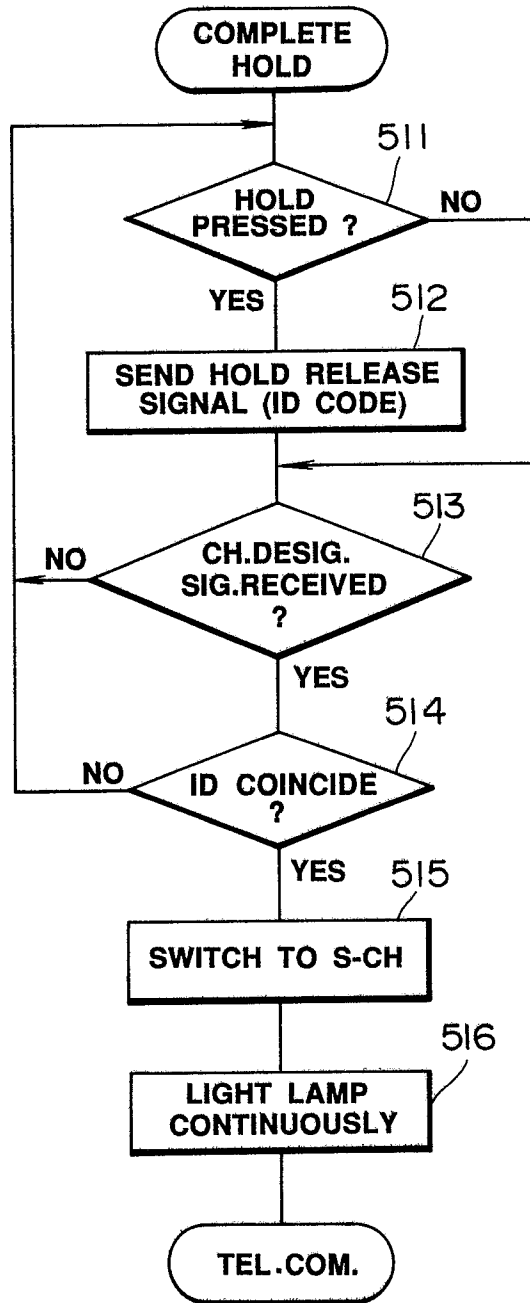 COMPLETE
HOLD
511
HOLD
PRESSED ?
NO
YES
512
SEND HOLD RELEASE
SIGNAL (ID CODE)
513
NO
CH.DESIG.
SIG.RECEIVED
?
YES
514
NO
ID COINCIDE
?
YES
515
SWITCH TO S-CH
516
LIGHT LAMP
CONTINUOUSLY
TEL.COM.